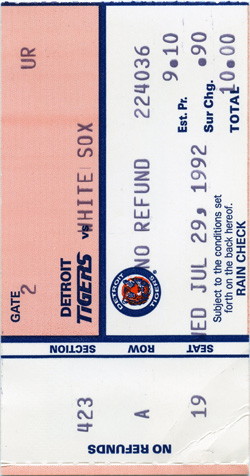 UR
GATE 2
DETROIT
TIGERS vs
WHITE SOX
NO REFUND 224036
Est. Pr. 9.10
Sur Chg. .90
TOTAL 10.00
WED JUL 29, 1992
Subject to the conditions set
forth on the back hereof.
RAIN CHECK
DETROIT TIGERS
SECTION ROW SEAT
423 A 19
NO REFUNDS